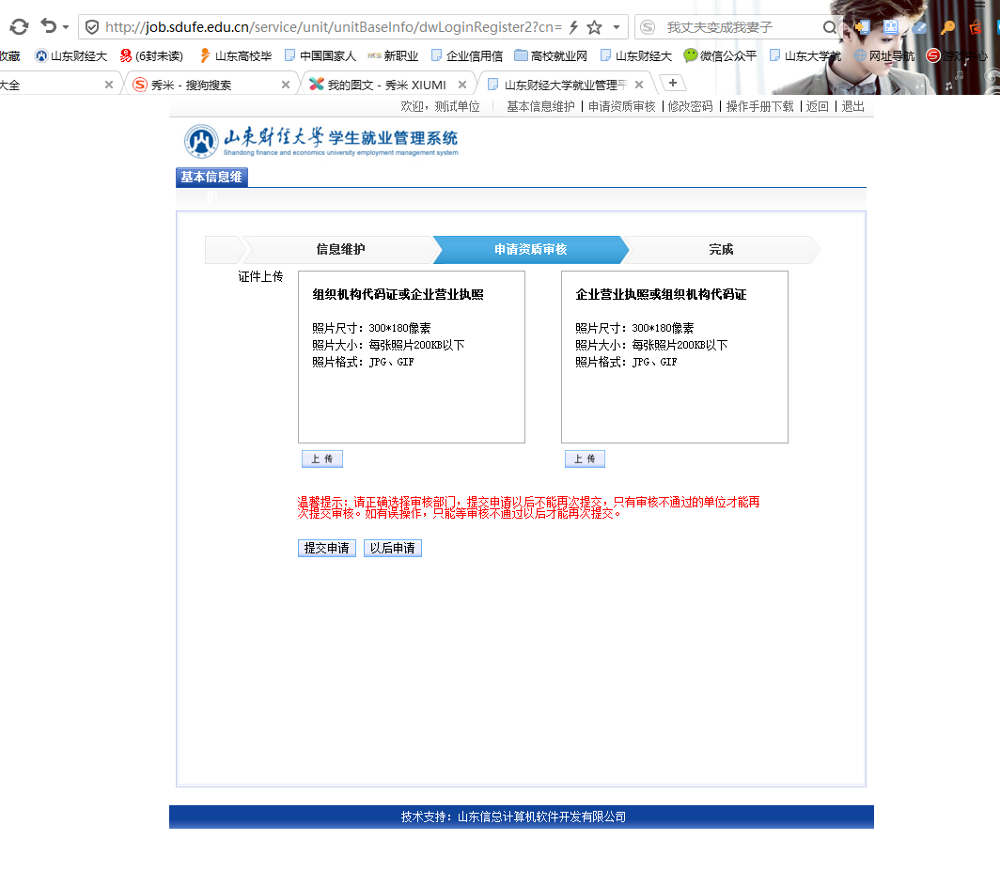 http://job.sdufe.edu.cn/service/unit/unitBaseInfo/dwLoginRegister2?cn=
我丈夫变成我妻子
收藏 山东财经大 (6封未读) 山东高校毕 中国国家人 新职业 企业信用信 高校就业网 山东财经大 微信公众平 山东大学就 网址导航 游戏中心
大全 秀米 - 搜狗搜索 我的图文 - 秀米 XIUMI 山东财经大学就业管理平
欢迎，测试单位 基本信息维护 | 申请资质审核 | 修改密码 | 操作手册下载 | 返回 | 退出
山东财经大学 学生就业管理系统
Shandong finance and economics university employment management system
基本信息维
护
信息维护 申请资质审核 完成
证件上传
组织机构代码证或企业营业执照
照片尺寸：300*180像素
照片大小：每张照片200KB以下
照片格式：JPG、GIF
上 传
企业营业执照或组织机构代码证
照片尺寸：300*180像素
照片大小：每张照片200KB以下
照片格式：JPG、GIF
上 传
温馨提示：请正确选择审核部门，提交申请以后不能再次提交，只有审核不通过的单位才能再
次提交审核。如有误操作，只能等审核不通过以后才能再次提交。
提交申请 以后申请
技术支持：山东信总计算机软件开发有限公司